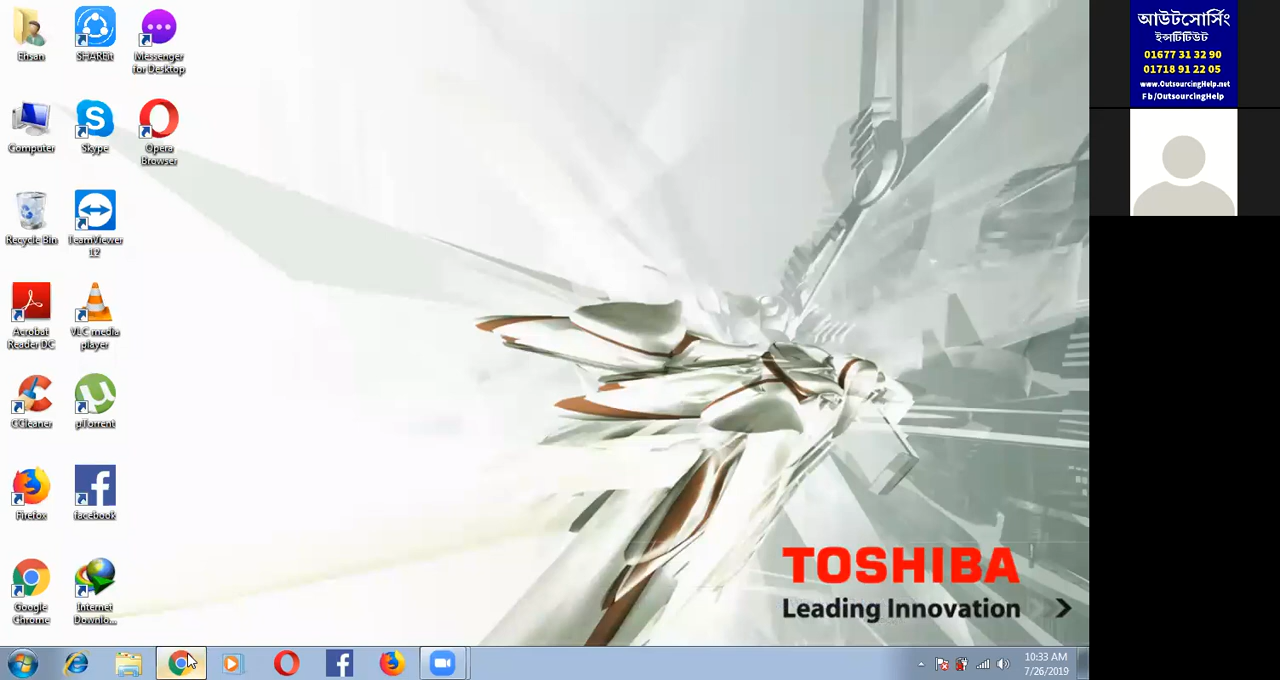 Ehsan
SHAREit
Messenger
for Desktop
Computer
Skype
Opera
Browser
Recycle Bin
TeamViewer
12
Acrobat
Reader DC
VLC media
player
CCleaner
µTorrent
Firefox
facebook
Google
Chrome
Internet
Downlo...
TOSHIBA
Leading Innovation
10:33 AM
7/26/2019
আউটসোর্সিং
ইন্সটিটিউট
01677 31 32 90
01718 91 22 05
www.OutsourcingHelp.net
Fb/OutsourcingHelp